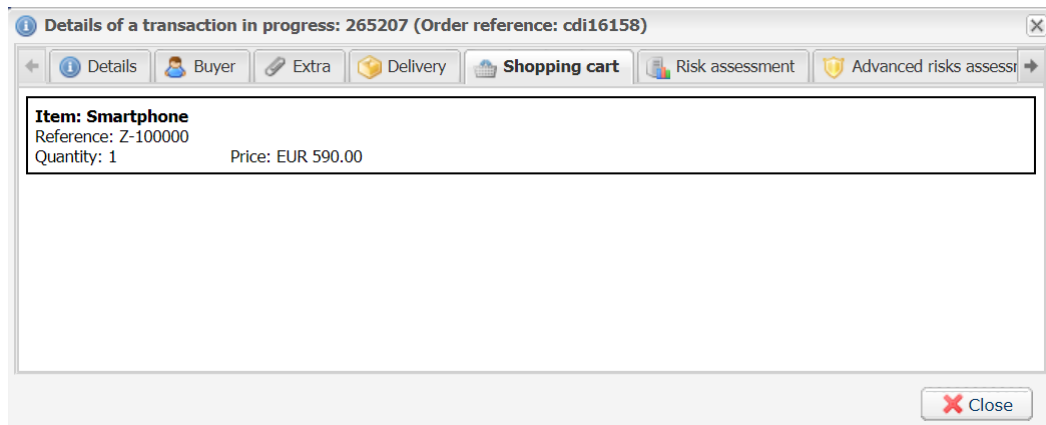 Details of a transaction in progress: 265207 (Order reference: cdi16158)
Details Buyer Extra Delivery Shopping cart Risk assessment Advanced risks
Item: Smartphone
Reference: Z-100000
Quantity: 1 Price: EUR 590.00
Close